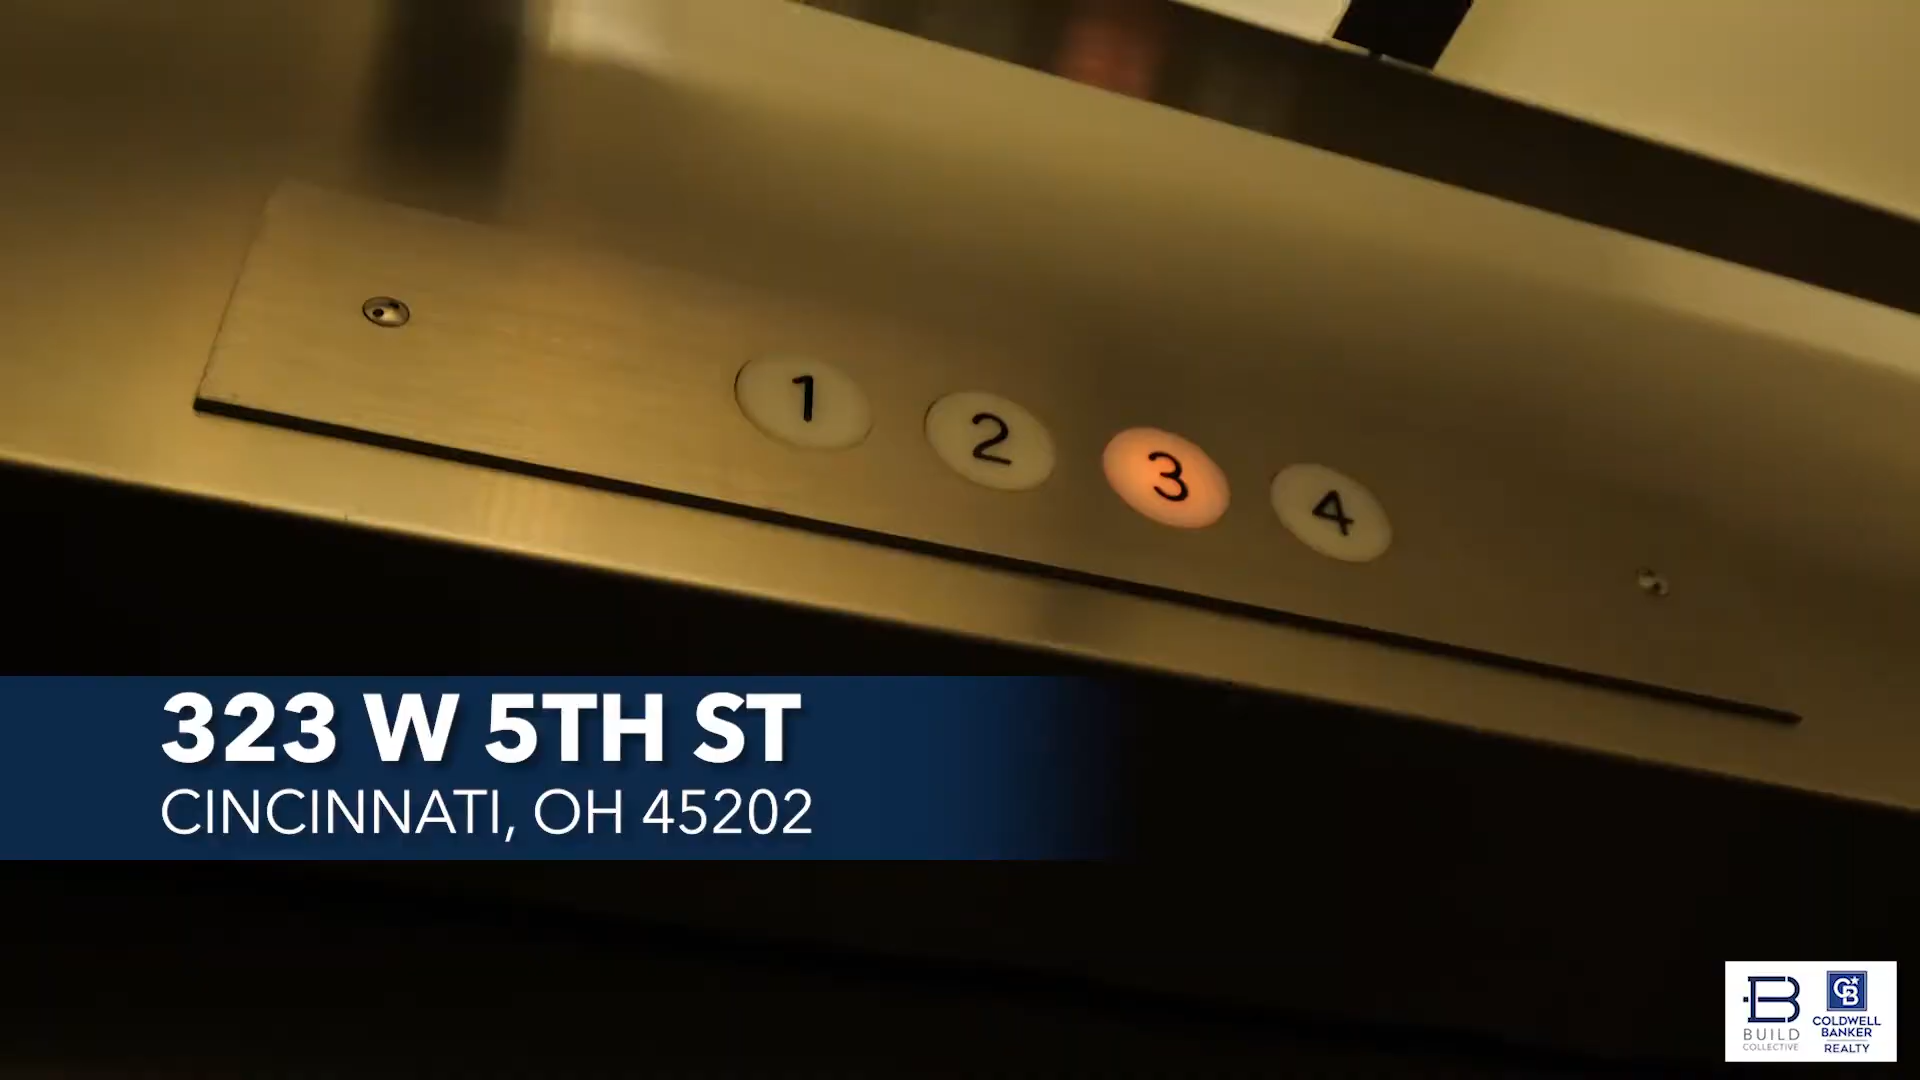 1
2
3
4
323 W 5TH ST
CINCINNATI, OH 45202
B
BUILD
COLLECTIVE
CB
COLDWELL
BANKER
REALTY